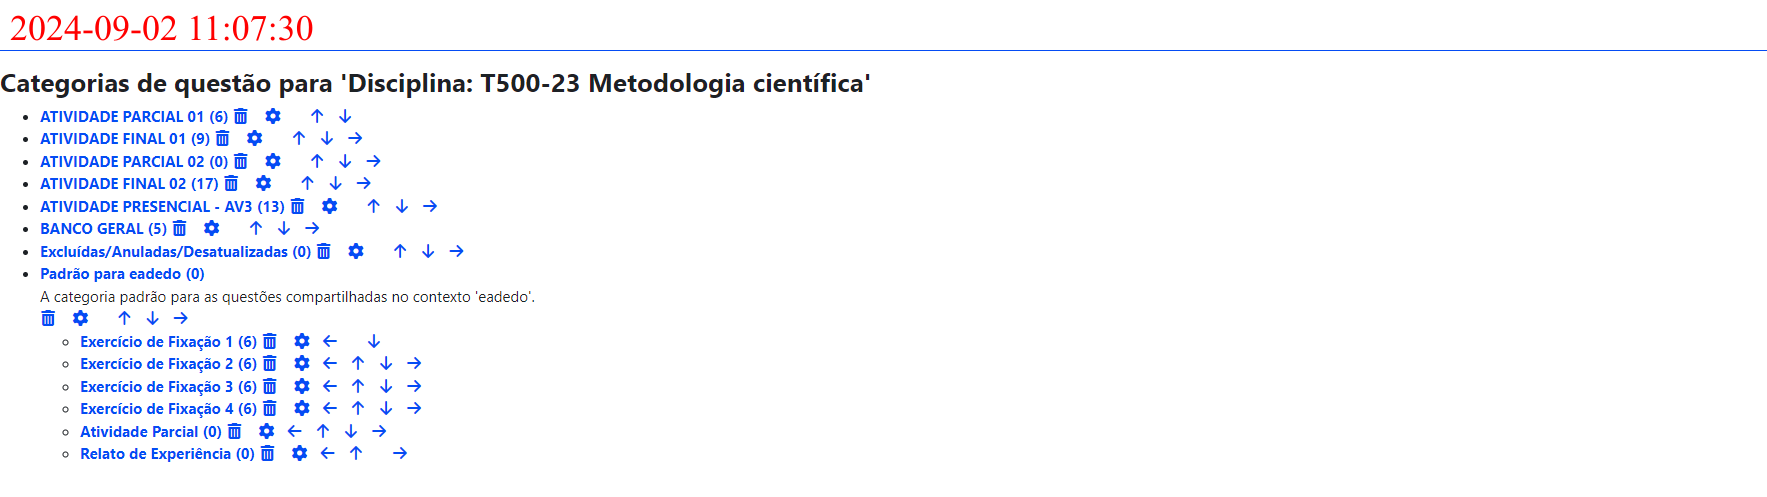 2024-09-02 11:07:30
Categorias de questão para 'Disciplina: T500-23 Metodologia científica'
ATIVIDADE PARCIAL 01 (6)
ATIVIDADE FINAL 01 (9)
ATIVIDADE PARCIAL 02 (0)
ATIVIDADE FINAL 02 (17)
ATIVIDADE PRESENCIAL - AV3 (13)
BANCO GERAL (5)
Excluídas/Anuladas/Desatualizadas (0)
Padrão para eadedo (0)
A categoria padrão para as questões compartilhadas no contexto 'eadedo'.
Exercício de Fixação 1 (6)
Exercício de Fixação 2 (6)
Exercício de Fixação 3 (6)
Exercício de Fixação 4 (6)
Atividade Parcial (0)
Relato de Experiência (0)